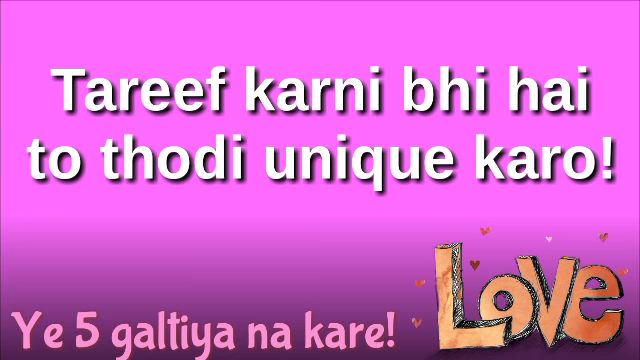 Tareef karni bhi hai
to thodi unique karo!
Love
Ye 5 galtiya na kare!